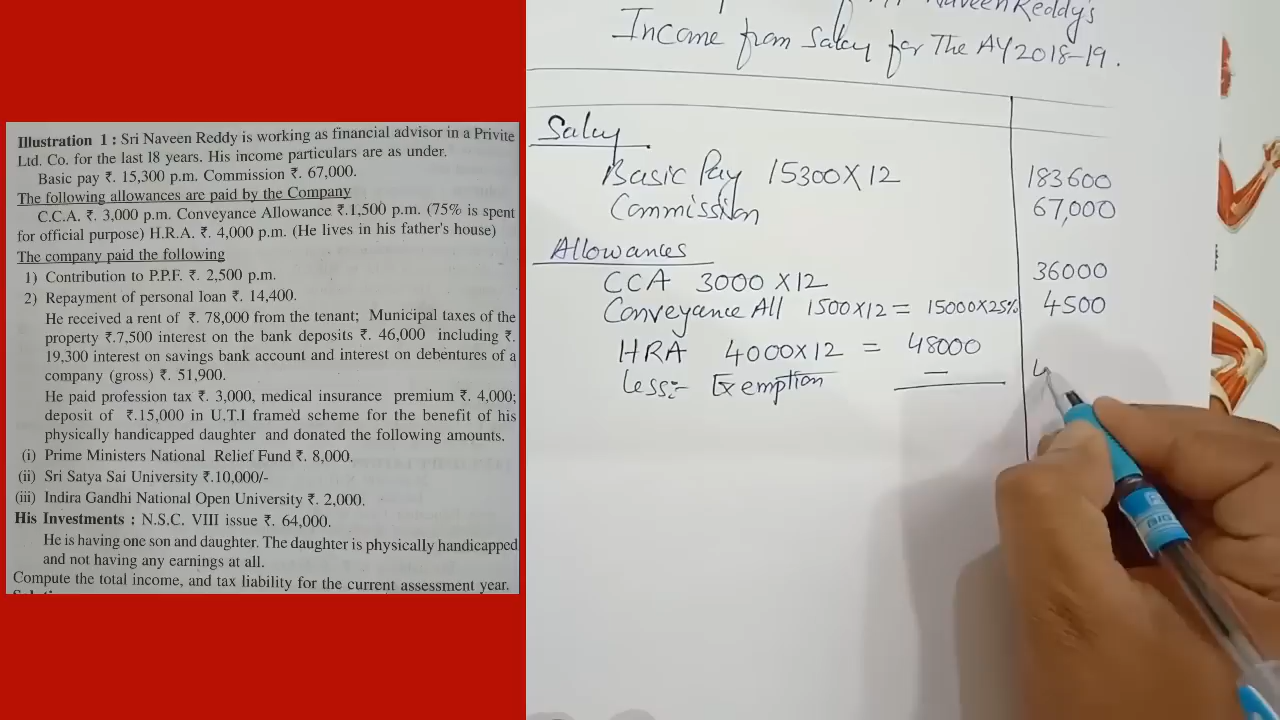 Illustration 1 : Sri Naveen Reddy is working as financial advisor in a Privite
Ltd. Co. for the last 18 years. His income particulars are as under.
Basic pay ₹. 15,300 p.m. Commission ₹. 67,000.
The following allowances are paid by the Company
C.C.A. ₹. 3,000 p.m. Conveyance Allowance ₹.1,500 p.m. (75% is spent
for official purpose) H.R.A. ₹. 4,000 p.m. (He lives in his father's house)
The company paid the following
1) Contribution to P.P.F. ₹. 2,500 p.m.
2) Repayment of personal loan ₹. 14,400.
He received a rent of ₹. 78,000 from the tenant; Municipal taxes of the
property ₹.7,500 interest on the bank deposits ₹. 46,000 including ₹.
19,300 interest on savings bank account and interest on debentures of a
company (gross) ₹. 51,900.
He paid profession tax ₹. 3,000, medical insurance premium ₹. 4,000;
deposit of ₹.15,000 in U.T.I framed scheme for the benefit of his
physically handicapped daughter and donated the following amounts.
(i) Prime Ministers National Relief Fund ₹. 8,000.
(ii) Sri Satya Sai University ₹.10,000/-
(iii) Indira Gandhi National Open University ₹. 2,000.
His Investments : N.S.C. VIII issue ₹. 64,000.
He is having one son and daughter. The daughter is physically handicapped
and not having any earnings at all.
Compute the total income, and tax liability for the current assessment year.
Naveen Reddy's
Income from Salary for The AY 2018-19.
Salary
Basic Pay 15300 X 12 183600
Commission 67,000
Allowances
CCA 3000 X 12 36000
Conveyance All 1500 X 12 = 15000 X 25% 4500
HRA 4000 X 12 = 48000
Less:- Exemption — 4